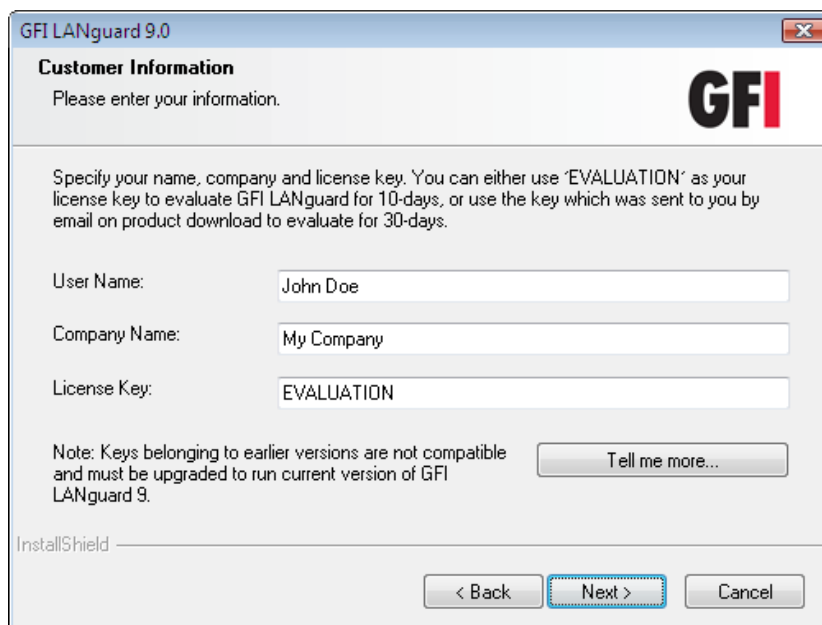 GFI LANguard 9.0
Customer Information
Please enter your information.
GFI
Specify your name, company and license key. You can either use ´EVALUATION´ as your
license key to evaluate GFI LANguard for 10-days, or use the key which was sent to you by
email on product download to evaluate for 30-days.
User Name:
John Doe
Company Name:
My Company
License Key:
EVALUATION
Note: Keys belonging to earlier versions are not compatible
and must be upgraded to run current version of GFI
LANguard 9.
Tell me more...
InstallShield
< Back
Next >
Cancel